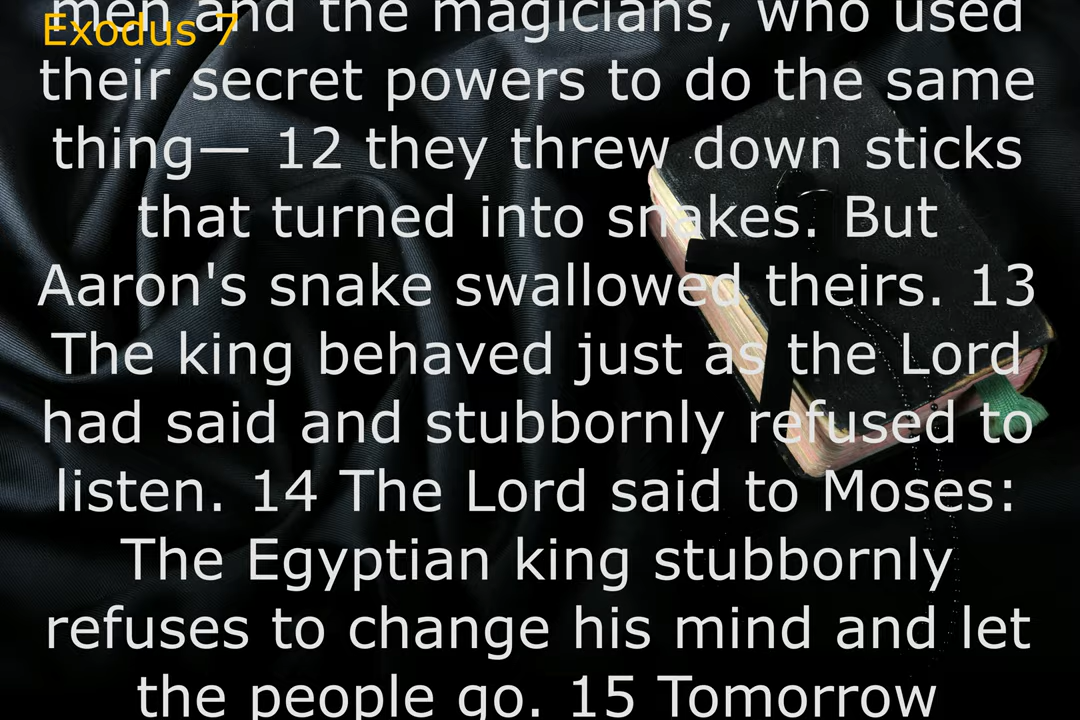 Exodus 7
men and the magicians, who used
their secret powers to do the same
thing— 12 they threw down sticks
that turned into snakes. But
Aaron's snake swallowed theirs. 13
The king behaved just as the Lord
had said and stubbornly refused to
listen. 14 The Lord said to Moses:
The Egyptian king stubbornly
refuses to change his mind and let
the people go. 15 Tomorrow